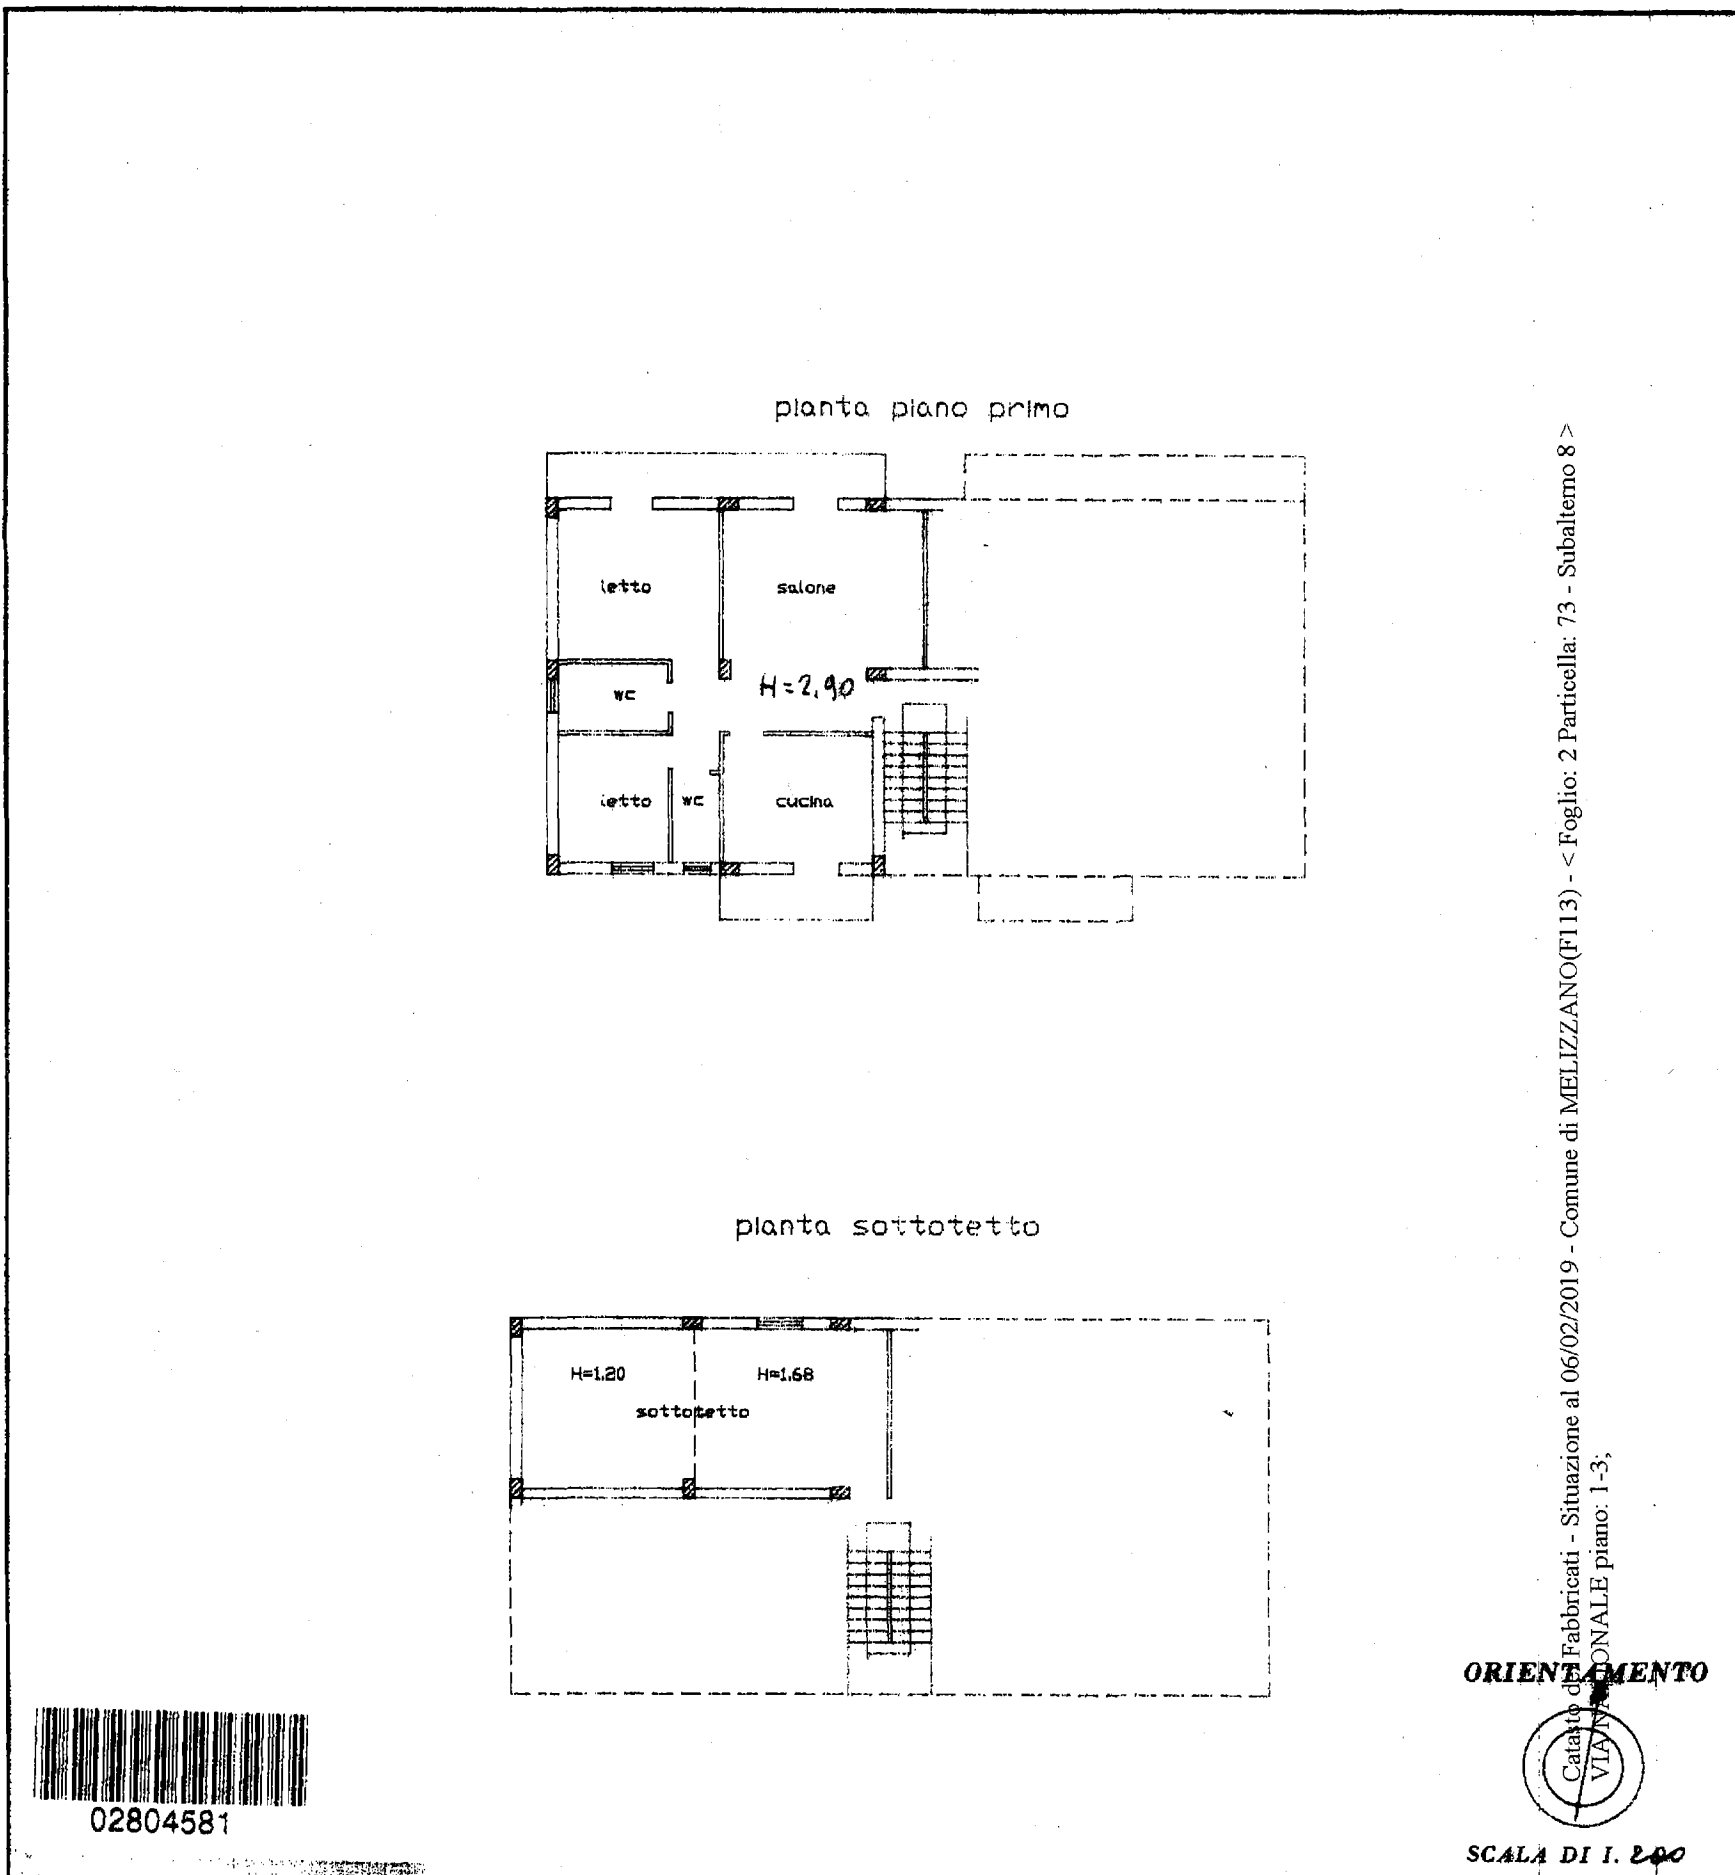 pianta piano primo
letto
salone
wc
H=2,90
letto
wc
cucina
pianta sottotetto
H=1.20
H=1.68
sottotetto
Catasto dei Fabbricati - Situazione al 06/02/2019 - Comune di MELIZZANO(F113) - < Foglio: 2 Particella: 73 - Subalterno 8 >
VIA NAZIONALE piano: 1-3;
ORIENTAMENTO
SCALA DI 1. 200
02804581